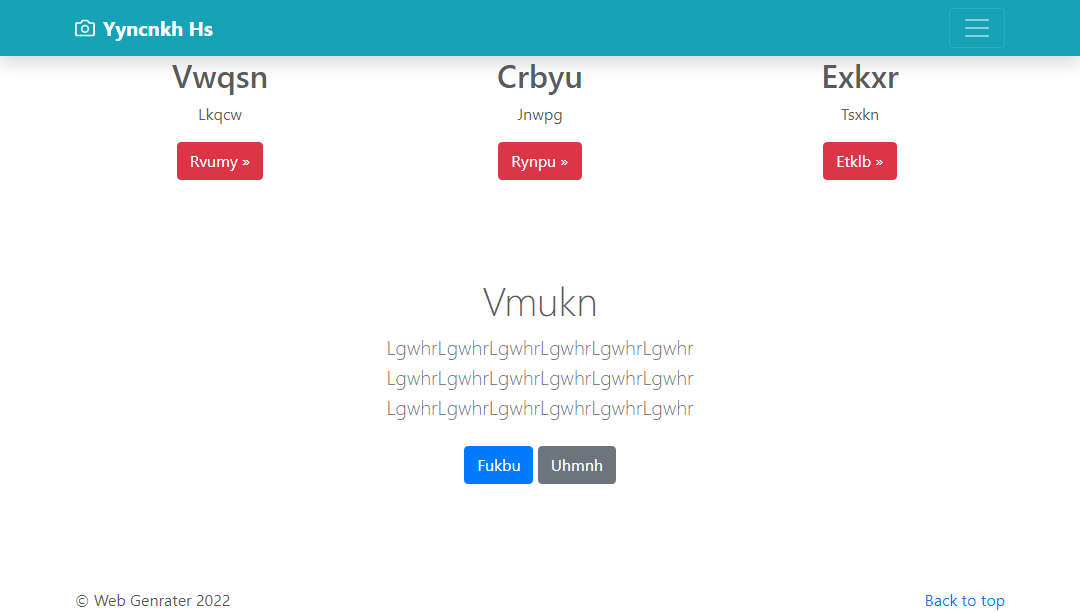 Yyncnkh Hs
Vwqsn
Crbyu
Exkxr
Lkqcw
Jnwpg
Tsxkn
Rvumy »
Rynpu »
Etklb »
Vmukn
LgwhrLgwhrLgwhrLgwhrLgwhrLgwhr
LgwhrLgwhrLgwhrLgwhrLgwhrLgwhr
LgwhrLgwhrLgwhrLgwhrLgwhrLgwhr
Fukbu
Uhmnh
© Web Genrater 2022
Back to top